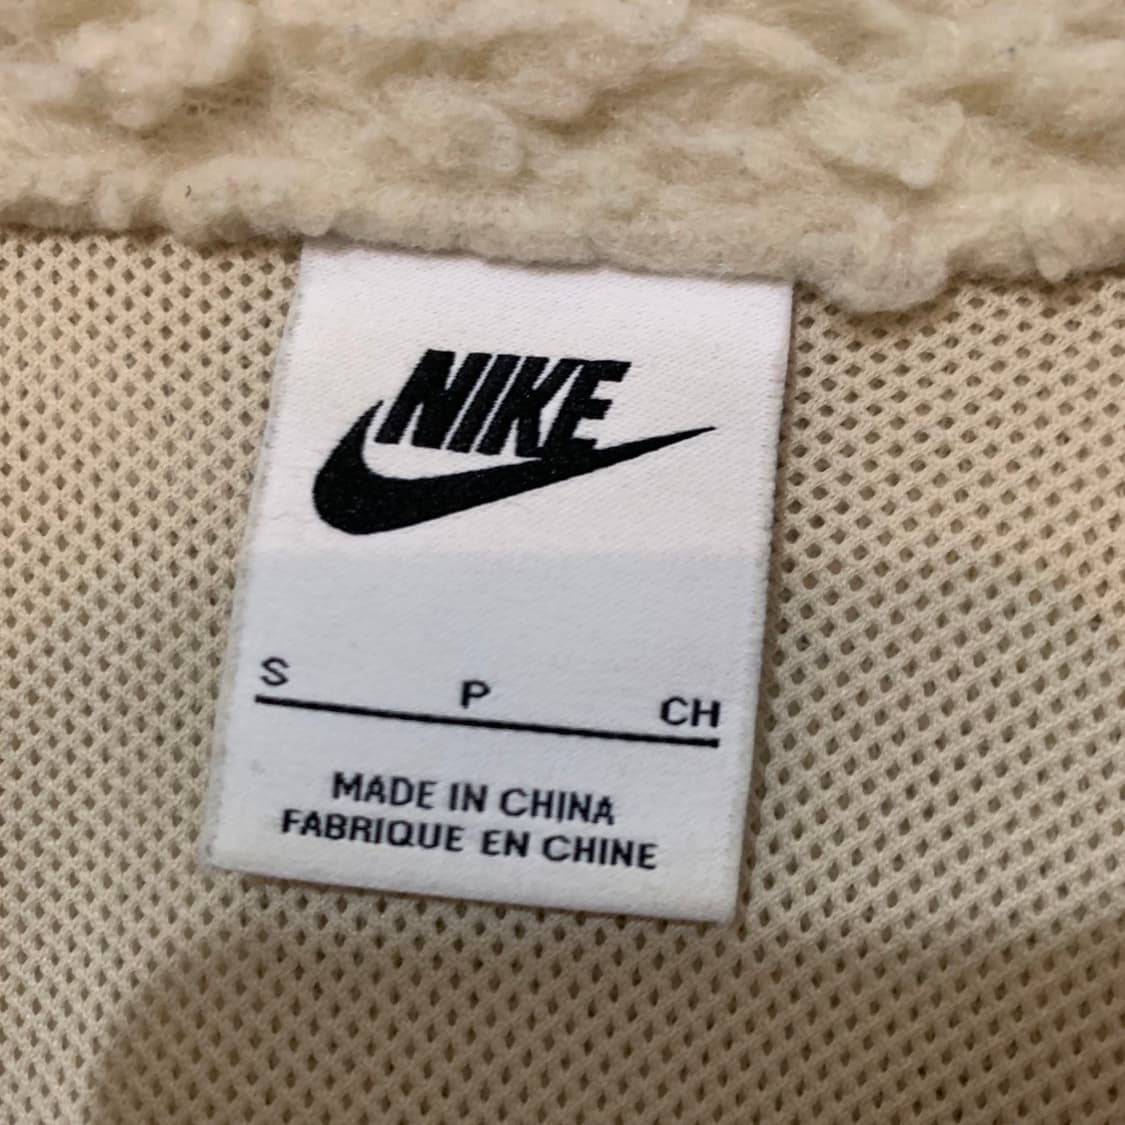 NIKE
S P CH
MADE IN CHINA
FABRIQUE EN CHINE